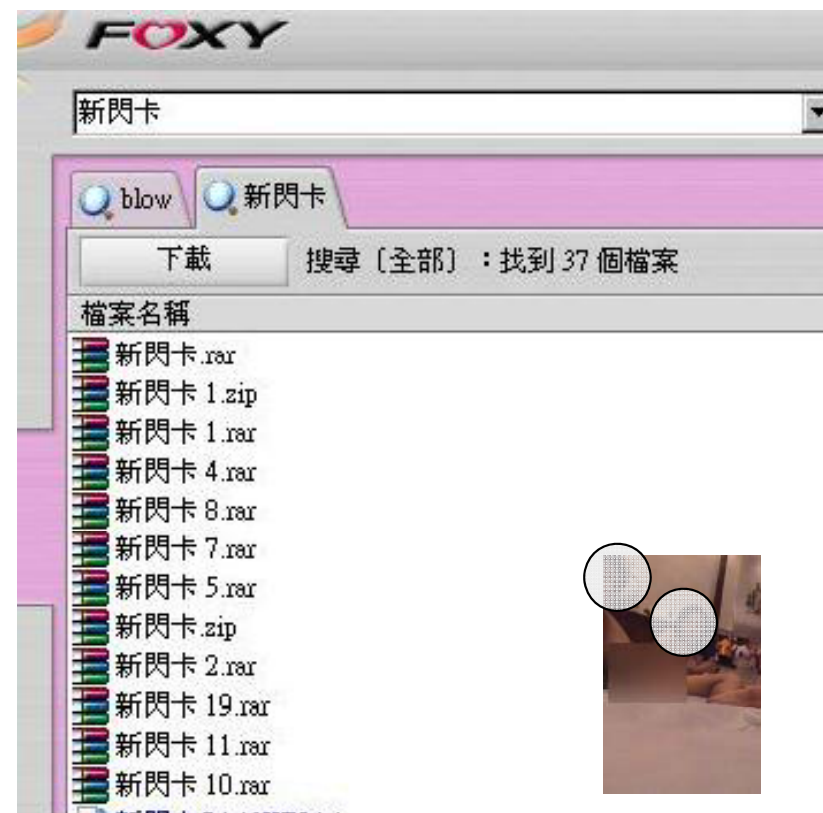 FOXY
新閃卡
blow
新閃卡
下載
搜尋〔全部〕：找到 37 個檔案
檔案名稱
新閃卡.rar
新閃卡 1.zip
新閃卡 1.rar
新閃卡 4.rar
新閃卡 8.rar
新閃卡 7.rar
新閃卡 5.rar
新閃卡.zip
新閃卡 2.rar
新閃卡 19.rar
新閃卡 11.rar
新閃卡 10.rar